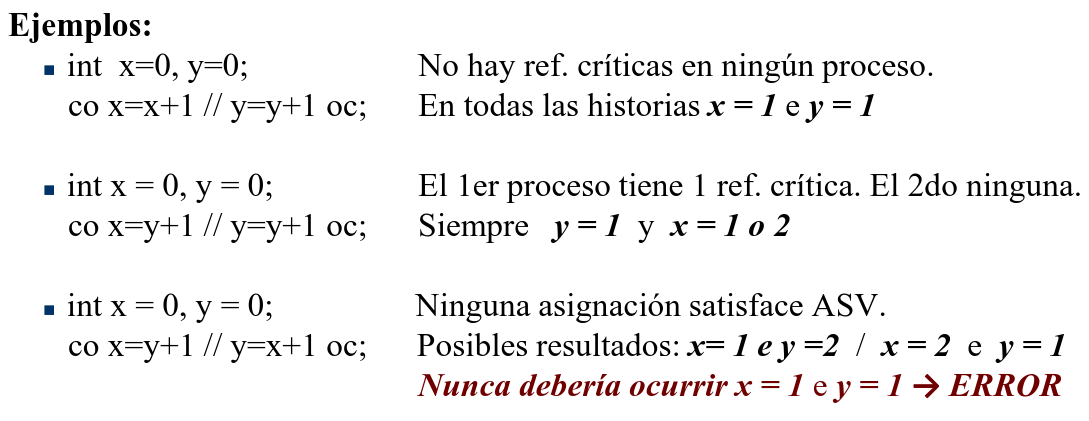 Ejemplos:
▪ int  x=0, y=0; No hay ref. críticas en ningún proceso.
co x=x+1 // y=y+1 oc; En todas las historias x = 1 e y = 1
▪ int x = 0, y = 0; El 1er proceso tiene 1 ref. crítica. El 2do ninguna.
co x=y+1 // y=y+1 oc; Siempre y = 1 y x = 1 o 2
▪ int x = 0, y = 0; Ninguna asignación satisface ASV.
co x=y+1 // y=x+1 oc; Posibles resultados: x= 1 e y =2 / x = 2 e y = 1
Nunca debería ocurrir x = 1 e y = 1 → ERROR